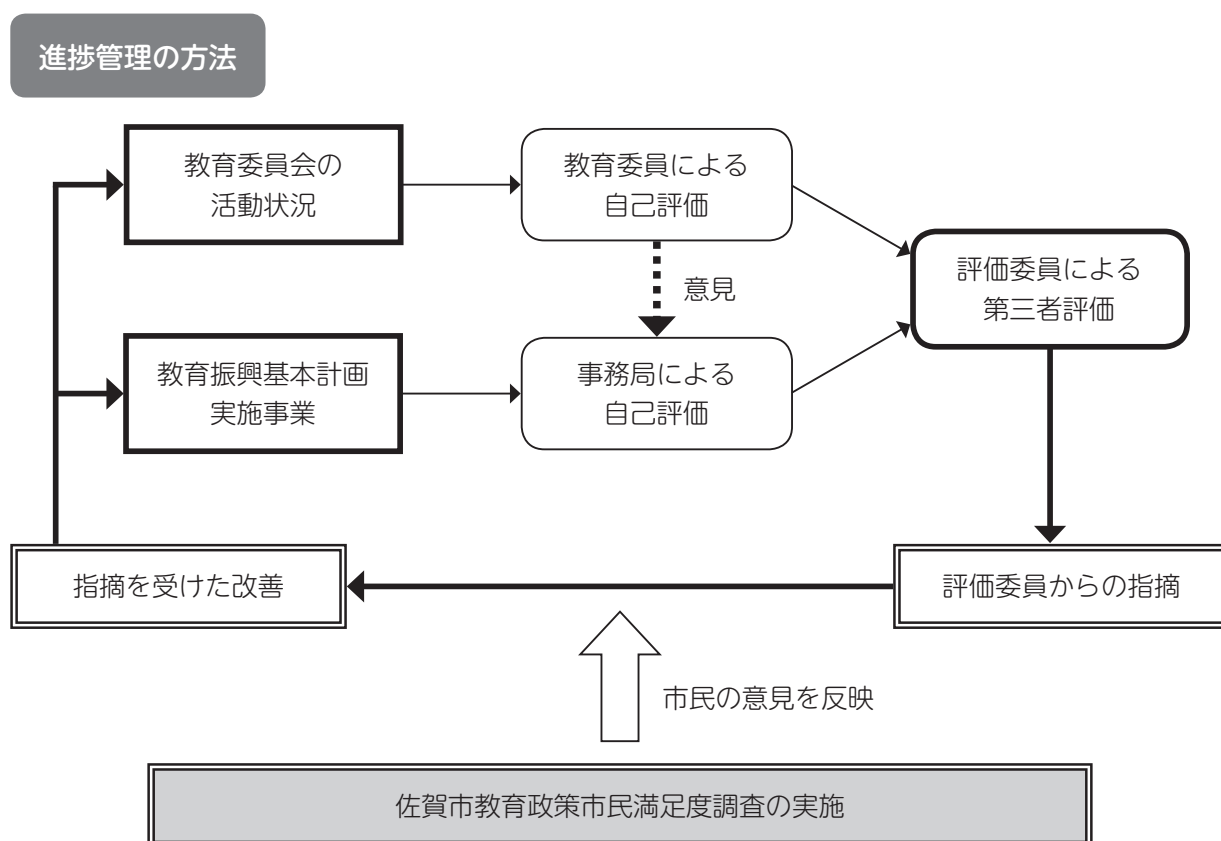 進捗管理の方法
教育委員会の
活動状況
教育委員による
自己評価
意見
評価委員による
第三者評価
教育振興基本計画
実施事業
事務局による
自己評価
指摘を受けた改善
評価委員からの指摘
市民の意見を反映
佐賀市教育政策市民満足度調査の実施